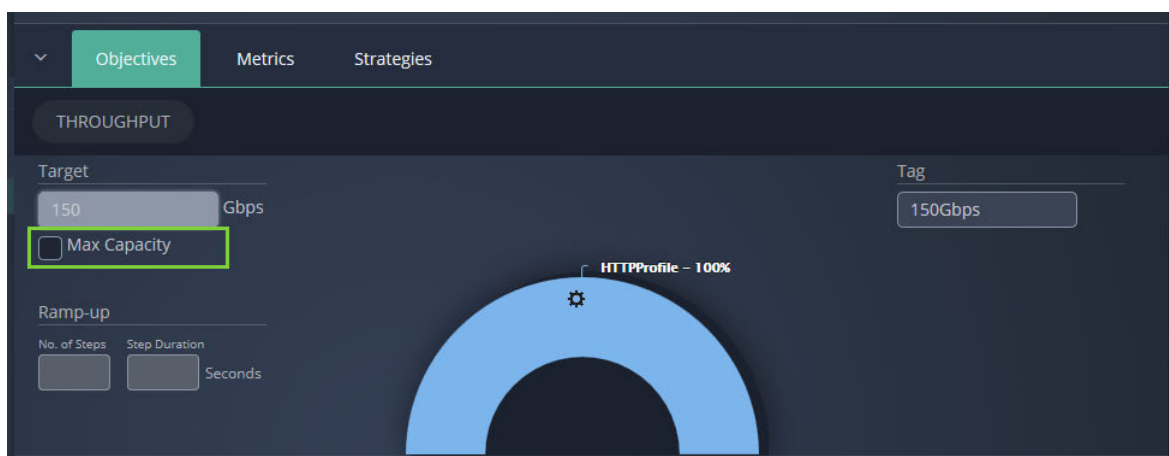 Objectives Metrics Strategies
THROUGHPUT
Target
150 Gbps
Max Capacity
Tag
150Gbps
HTTPProfile – 100%
Ramp-up
No. of Steps Step Duration
Seconds